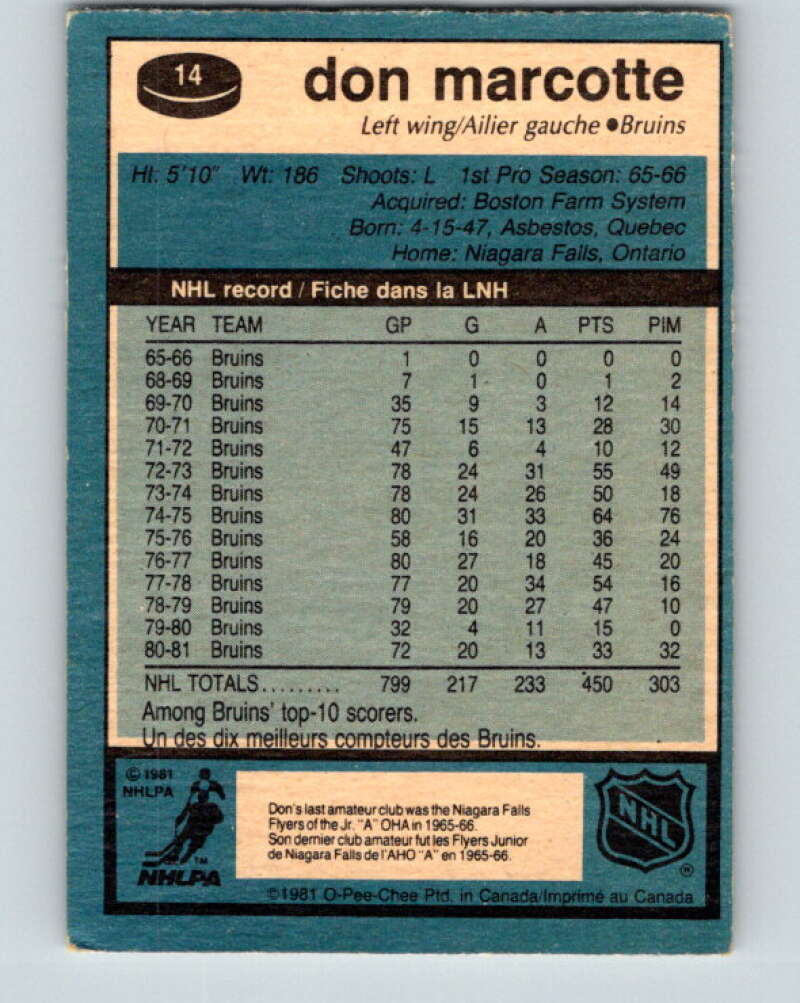 14
don marcotte
Left wing/Ailier gauche ●Bruins
Ht: 5'10" Wt: 186 Shoots: L 1st Pro Season: 65-66
Acquired: Boston Farm System
Born: 4-15-47, Asbestos, Quebec
Home: Niagara Falls, Ontario
NHL record / Fiche dans la LNH
YEAR TEAM GP G A PTS PIM
65-66 Bruins 1 0 0 0 0
68-69 Bruins 7 1 0 1 2
69-70 Bruins 35 9 3 12 14
70-71 Bruins 75 15 13 28 30
71-72 Bruins 47 6 4 10 12
72-73 Bruins 78 24 31 55 49
73-74 Bruins 78 24 26 50 18
74-75 Bruins 80 31 33 64 76
75-76 Bruins 58 16 20 36 24
76-77 Bruins 80 27 18 45 20
77-78 Bruins 77 20 34 54 16
78-79 Bruins 79 20 27 47 10
79-80 Bruins 32 4 11 15 0
80-81 Bruins 72 20 13 33 32
NHL TOTALS......... 799 217 233 450 303
Among Bruins' top-10 scorers.
Un des dix meilleurs compteurs des Bruins.
© 1981
NHLPA
TM
NHLPA
Don's last amateur club was the Niagara Falls
Flyers of the Jr. "A" OHA in 1965-66.
Son dernier club amateur fut les Flyers Junior
de Niagara Falls de l'AHO "A" en 1965-66.
NHL
®
©1981 O-Pee-Chee Ptd. in Canada/Imprimé au Canada